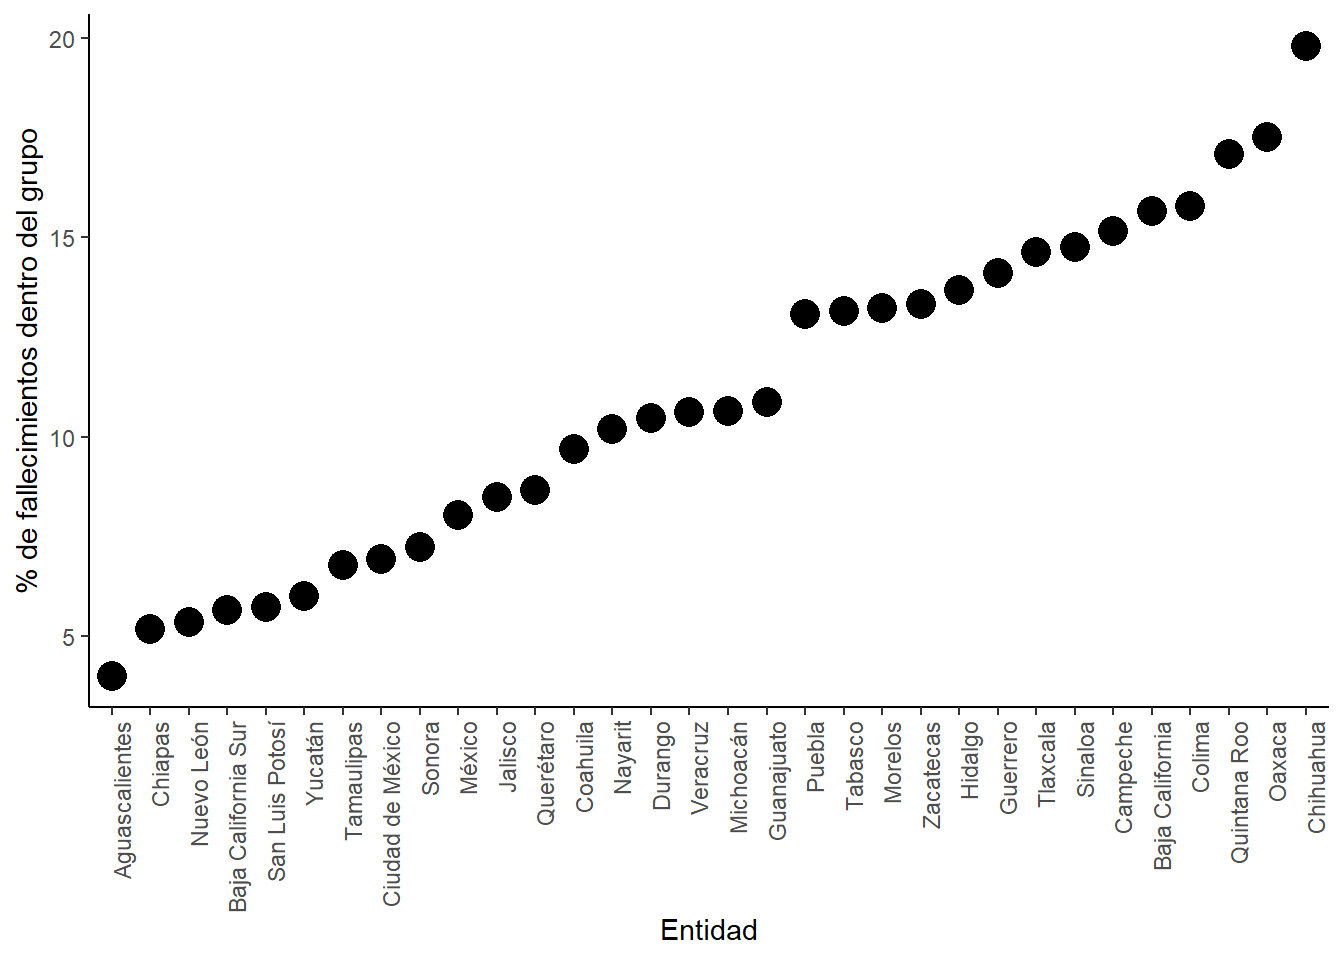 % de fallecimientos dentro del grupo
20
15
10
5
Aguascalientes
Chiapas
Nuevo León
Baja California Sur
San Luis Potosí
Yucatán
Tamaulipas
Ciudad de México
Sonora
México
Jalisco
Querétaro
Coahuila
Nayarit
Durango
Veracruz
Michoacán
Guanajuato
Puebla
Tabasco
Morelos
Zacatecas
Hidalgo
Guerrero
Tlaxcala
Sinaloa
Campeche
Baja California
Colima
Quintana Roo
Oaxaca
Chihuahua
Entidad